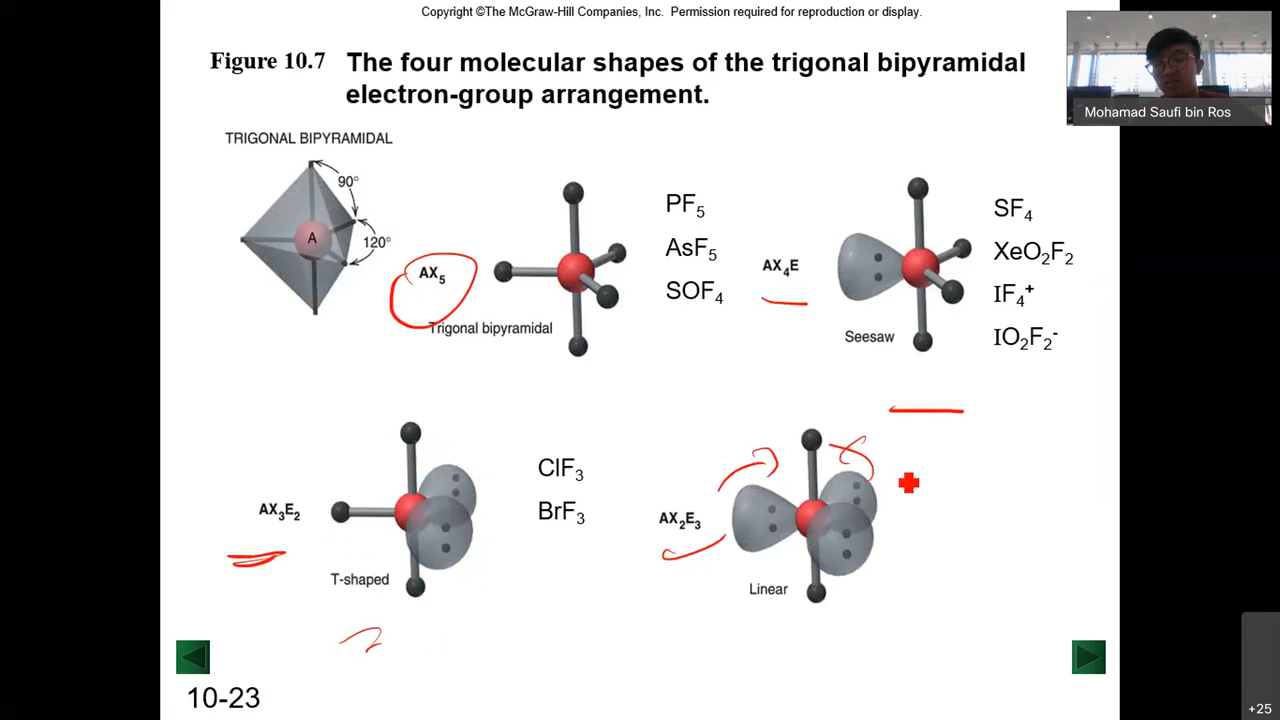 Copyright ©The McGraw-Hill Companies, Inc. Permission required for reproduction or display.
Figure 10.7 The four molecular shapes of the trigonal bipyramidal
electron-group arrangement.
Mohamad Saufi bin Ros
TRIGONAL BIPYRAMIDAL
90°
A
120°
AX₅
Trigonal bipyramidal
PF₅
AsF₅
SOF₄
AX₄E
Seesaw
SF₄
XeO₂F₂
IF₄⁺
IO₂F₂⁻
AX₃E₂
T-shaped
ClF₃
BrF₃
AX₂E₃
Linear
10-23
+25